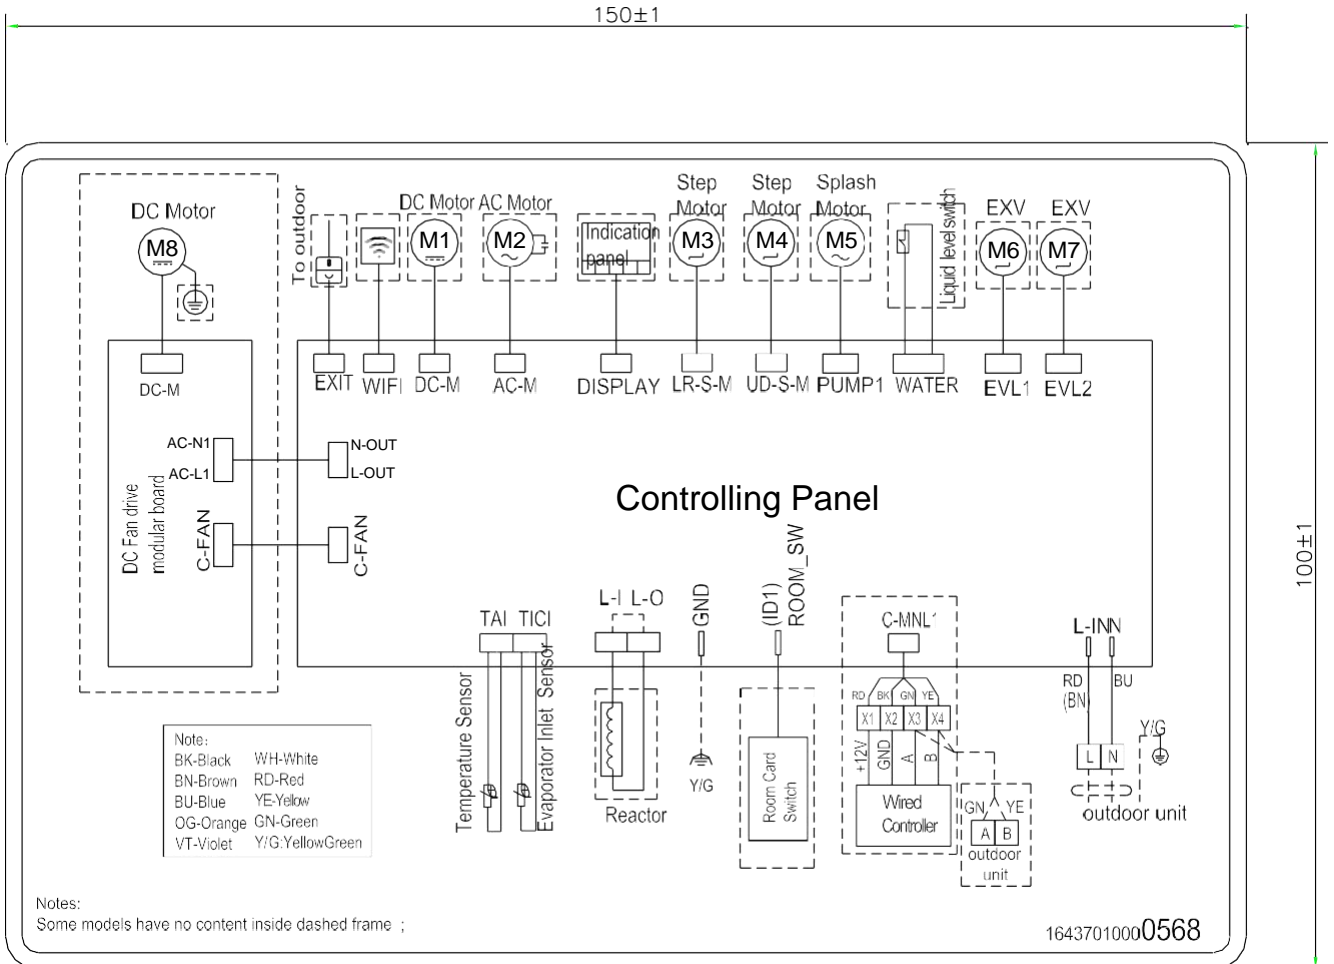 150±1
DC Motor
M8
DC-M
AC-N1
AC-L1
C-FAN
DC Fan drive
modular board
To outdoor
EXIT
WIFI
DC Motor
M1
DC-M
AC Motor
M2
AC-M
Indication
panel
DISPLAY
Step
Motor
M3
LR-S-M
Step
Motor
M4
UD-S-M
Splash
Motor
M5
PUMP1
Liquid level switch
WATER
EXV
M6
EVL1
EXV
M7
EVL2
N-OUT
L-OUT
C-FAN
Controlling Panel
100±1
TAI TICI
Temperature Sensor
Evaporator Inlet Sensor
L-I L-O
Reactor
GND
Y/G
(ID1)
ROOM_SW
Room Card
Switch
C-MNL1
RD BK GN YE
X1 X2 X3 X4
+12V GND A B
Wired
Controller
GN YE
A B
outdoor
unit
L-INN
RD
(BN)
BU
Y/G
L N
outdoor unit
Note:
BK-Black WH-White
BN-Brown RD-Red
BU-Blue YE-Yellow
OG-Orange GN-Green
VT-Violet Y/G:YellowGreen
Notes:
Some models have no content inside dashed frame ;
16437010000568